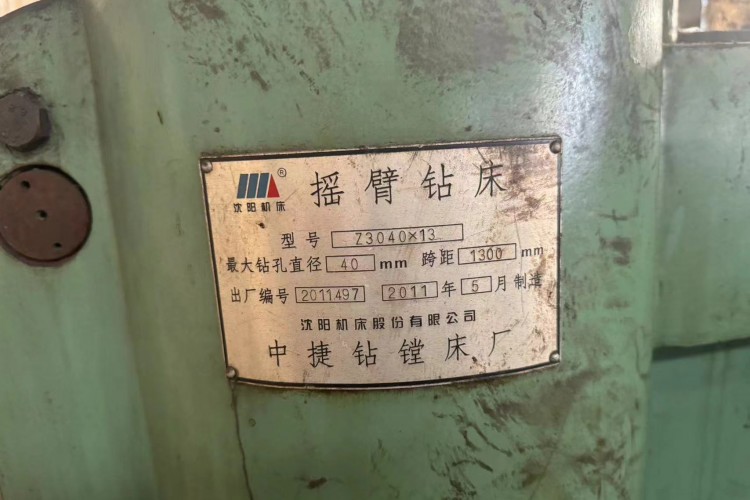 沈阳机床 ®
摇臂钻床
型号 Z3040×13
最大钻孔直径 40 mm 跨距 1300 mm
出厂编号 2011497 2011 年 5 月制造
沈阳机床股份有限公司
中捷钻镗床厂